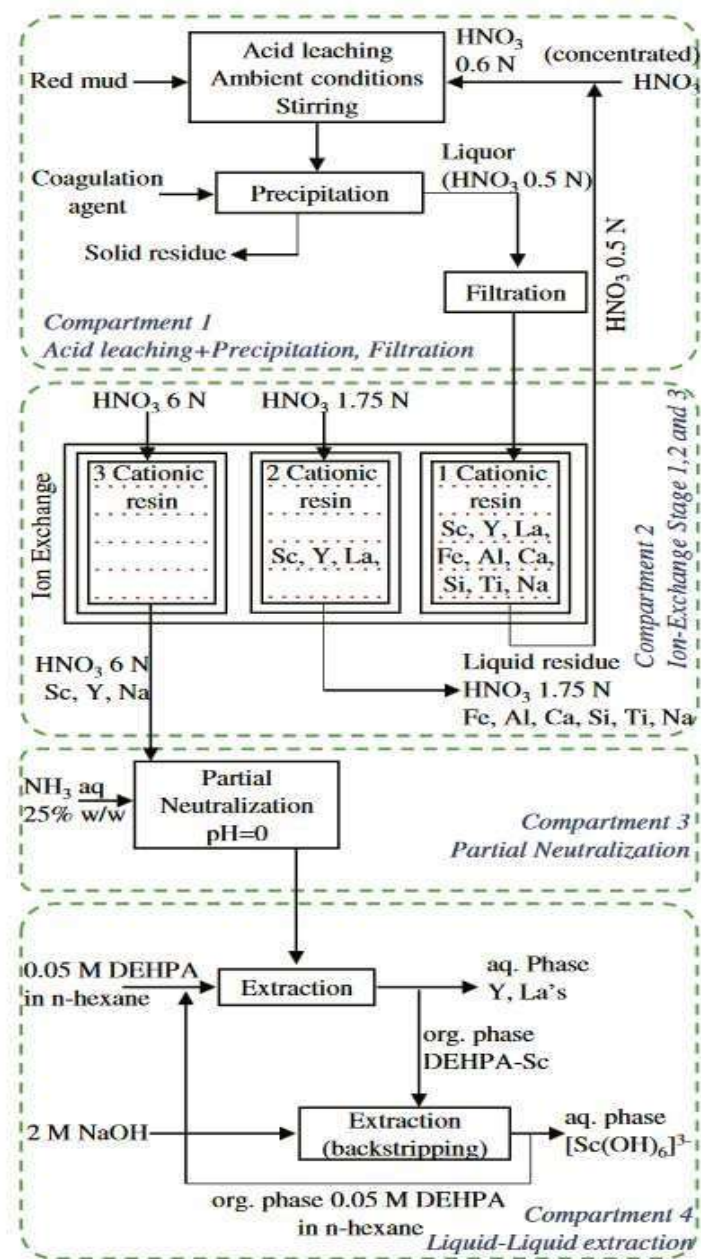 Red mud
Acid leaching
Ambient conditions
Stirring
HNO3
0.6 N
(concentrated)
HNO3
Coagulation
agent
Precipitation
Liquor
(HNO3 0.5 N)
Solid residue
Filtration
HNO3 0.5 N
Compartment 1
Acid leaching+Precipitation, Filtration
HNO3 6 N
HNO3 1.75 N
Ion Exchange
3 Cationic
resin
2 Cationic
resin
Sc, Y, La,
1 Cationic
resin
Sc, Y, La,
Fe, Al, Ca,
Si, Ti, Na
Compartment 2
Ion-Exchange Stage 1,2 and 3
HNO3 6 N
Sc, Y, Na
Liquid residue
HNO3 1.75 N
Fe, Al, Ca, Si, Ti, Na
NH3 aq
25% w/w
Partial
Neutralization
pH=0
Compartment 3
Partial Neutralization
0.05 M DEHPA
in n-hexane
Extraction
aq. Phase
Y, La's
org. phase
DEHPA-Sc
2 M NaOH
Extraction
(backstripping)
aq. phase
[Sc(OH)6]3-
org. phase 0.05 M DEHPA
in n-hexane
Compartment 4
Liquid-Liquid extraction